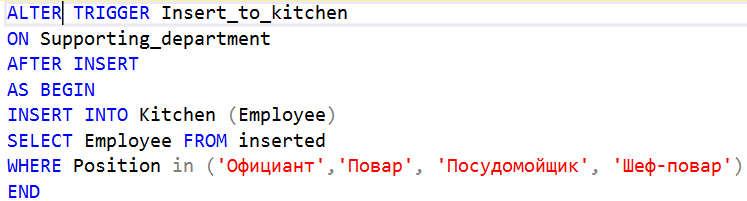 ALTER TRIGGER Insert_to_kitchen
ON Supporting_department
AFTER INSERT
AS BEGIN
INSERT INTO Kitchen (Employee)
SELECT Employee FROM inserted
WHERE Position in ('Официант','Повар', 'Посудомойщик', 'Шеф-повар')
END